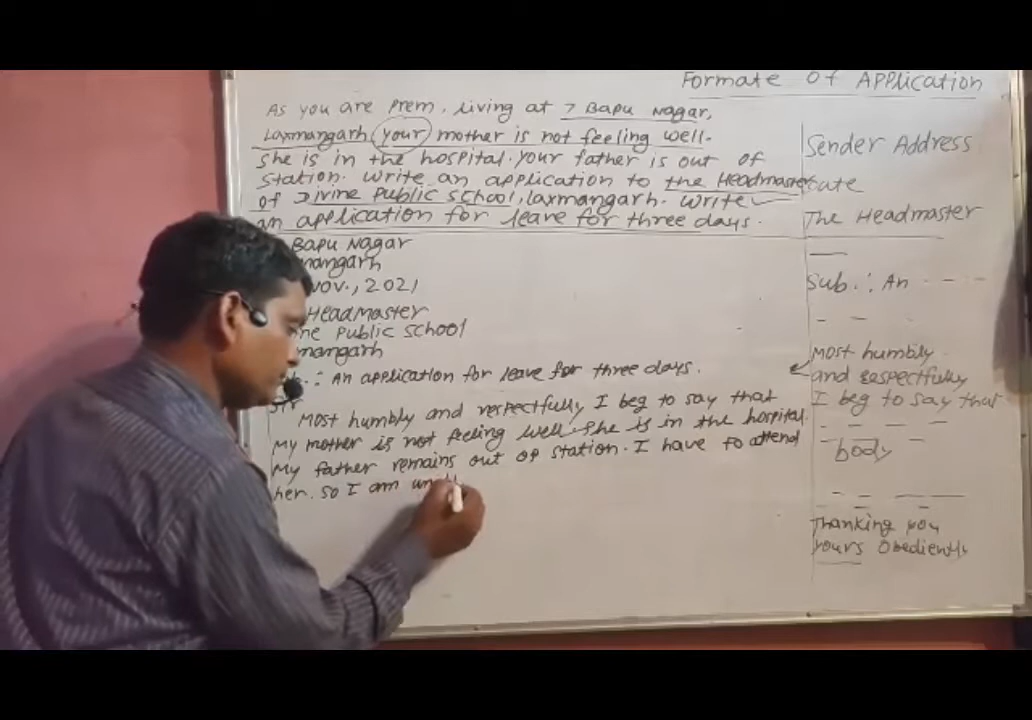 Formate Of Application
As you are Prem. Living at 7 Bapu Nagar,
Laxmangarh your mother is not feeling well.
She is in the hospital. your father is out of
station. Write an application to the Headmaster
of Divine Public School, Laxmangarh. Write
an application for leave for three days.
Bapu Nagar
mangarh
Nov., 2021
Headmaster
ne Public school
mangarh
: An application for leave for three days.
Sir
Most humbly and respectfully I beg to say that
My mother is not feeling well. She is in the hospital.
My father remains out of station. I have to attend
her. So I am un
Sender Address
The Headmaster
Sub.: An
Most humbly
and respectfully
I beg to say that
body
Thanking you
yours Obediently